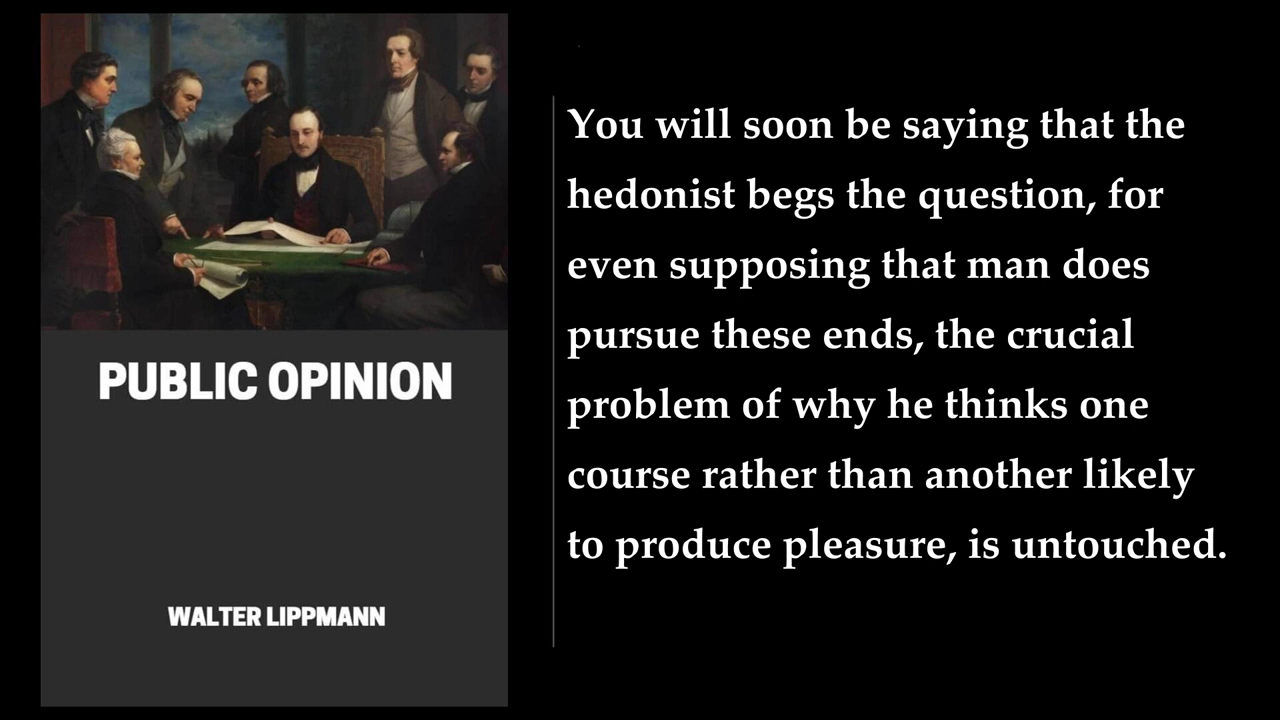 PUBLIC OPINION
WALTER LIPPMANN
You will soon be saying that the
hedonist begs the question, for
even supposing that man does
pursue these ends, the crucial
problem of why he thinks one
course rather than another likely
to produce pleasure, is untouched.